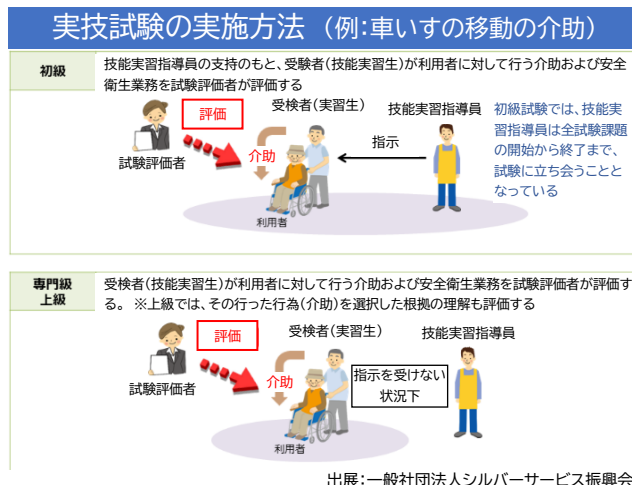 実技試験の実施方法（例:車いすの移動の介助）
初級
技能実習指導員の支持のもと、受験者(技能実習生)が利用者に対して行う介助および安全
衛生業務を試験評価者が評価する
評価
受検者(実習生)
技能実習指導員
試験評価者
介助
指示
利用者
初級試験では、技能実
習指導員は全試験課題
の開始から終了まで、
試験に立ち会うことと
なっている
専門級
上級
受検者(技能実習生)が利用者に対して行う介助および安全衛生業務を試験評価者が評価す
る。 ※上級では、その行った行為(介助)を選択した根拠の理解も評価する
評価
受検者(実習生)
技能実習指導員
試験評価者
介助
指示を受けない
状況下
利用者
出展:一般社団法人シルバーサービス振興会